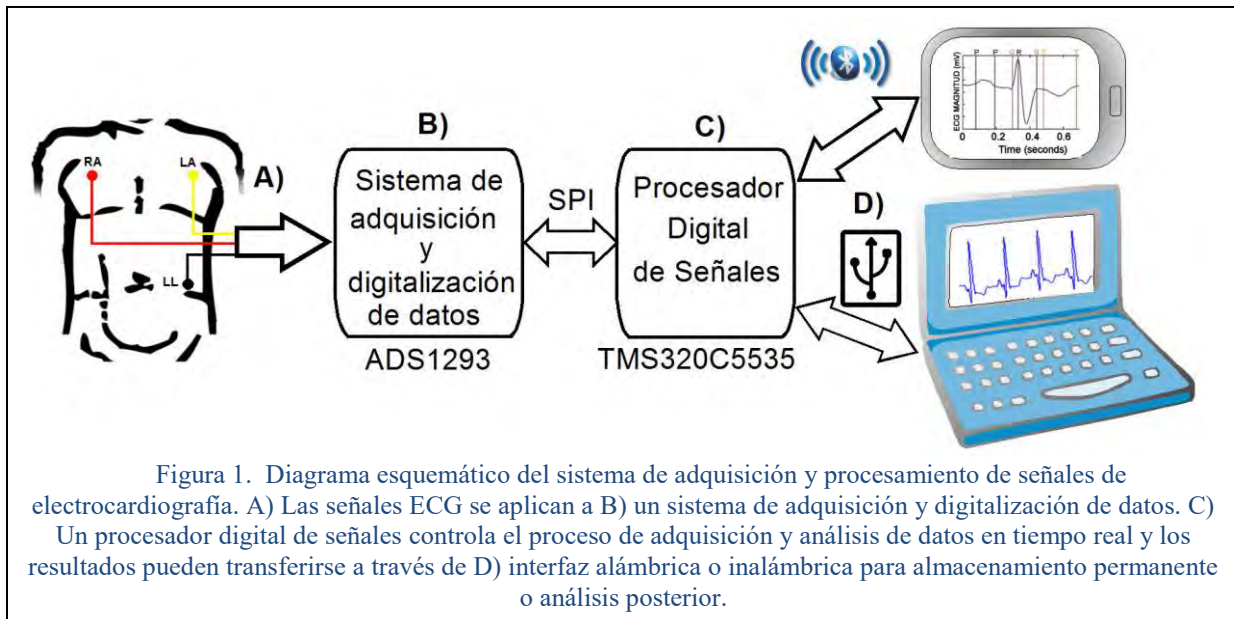 RA
LA
LL
A)
B)
Sistema de
adquisición
y
digitalización
de datos
ADS1293
SPI
C)
Procesador
Digital
de Señales
TMS320C5535
D)
ECG MAGNITUD (mV)
P P Q R S T
0 0.2 0.4 0.6
Time (seconds)
Figura 1. Diagrama esquemático del sistema de adquisición y procesamiento de señales de
electrocardiografía. A) Las señales ECG se aplican a B) un sistema de adquisición y digitalización de datos. C)
Un procesador digital de señales controla el proceso de adquisición y análisis de datos en tiempo real y los
resultados pueden transferirse a través de D) interfaz alámbrica o inalámbrica para almacenamiento permanente
o análisis posterior.